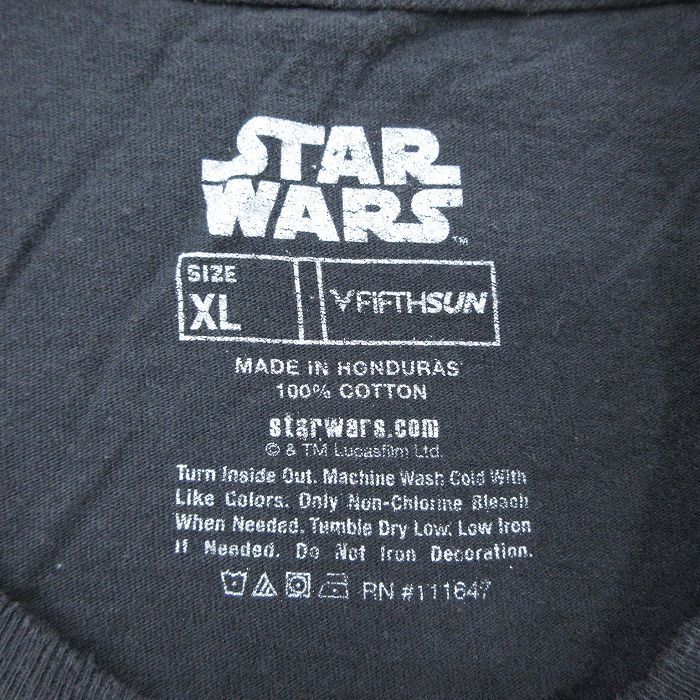 STAR
WARS™
SIZE
XL
FIFTHSUN
MADE IN HONDURAS
100% COTTON
starwars.com
© & TM Lucasfilm Ltd.
Turn Inside Out. Machine Wash Cold With
Like Colors. Only Non-Chlorine Bleach
When Needed. Tumble Dry Low. Low Iron
If Needed. Do Not Iron Decoration.
RN #111647